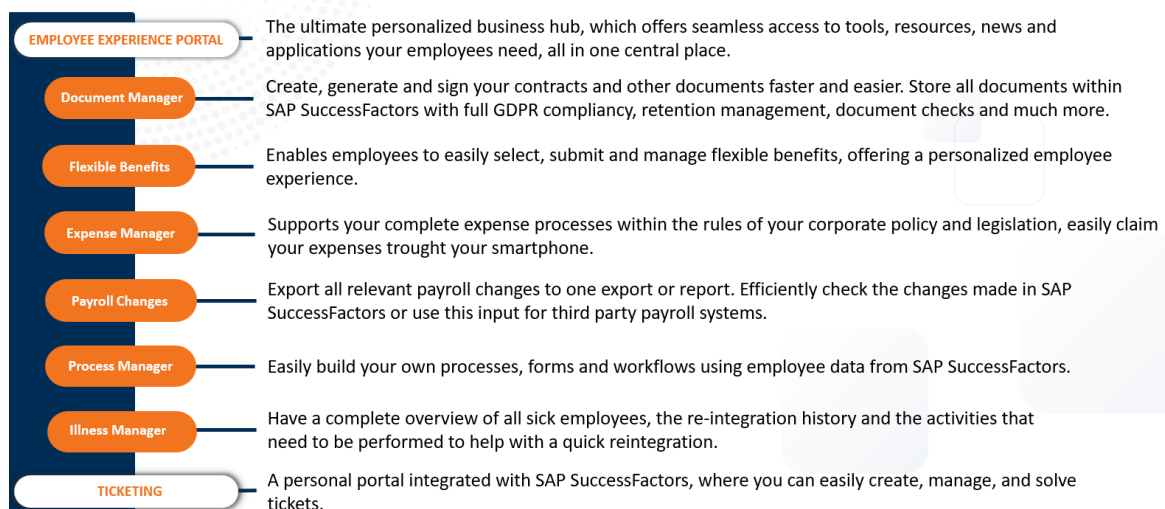 EMPLOYEE EXPERIENCE PORTAL
The ultimate personalized business hub, which offers seamless access to tools, resources, news and
applications your employees need, all in one central place.
Document Manager
Create, generate and sign your contracts and other documents faster and easier. Store all documents within
SAP SuccessFactors with full GDPR compliancy, retention management, document checks and much more.
Flexible Benefits
Enables employees to easily select, submit and manage flexible benefits, offering a personalized employee
experience.
Expense Manager
Supports your complete expense processes within the rules of your corporate policy and legislation, easily claim
your expenses trought your smartphone.
Payroll Changes
Export all relevant payroll changes to one export or report. Efficiently check the changes made in SAP
SuccessFactors or use this input for third party payroll systems.
Process Manager
Easily build your own processes, forms and workflows using employee data from SAP SuccessFactors.
Illness Manager
Have a complete overview of all sick employees, the re-integration history and the activities that
need to be performed to help with a quick reintegration.
TICKETING
A personal portal integrated with SAP SuccessFactors, where you can easily create, manage, and solve
tickets.